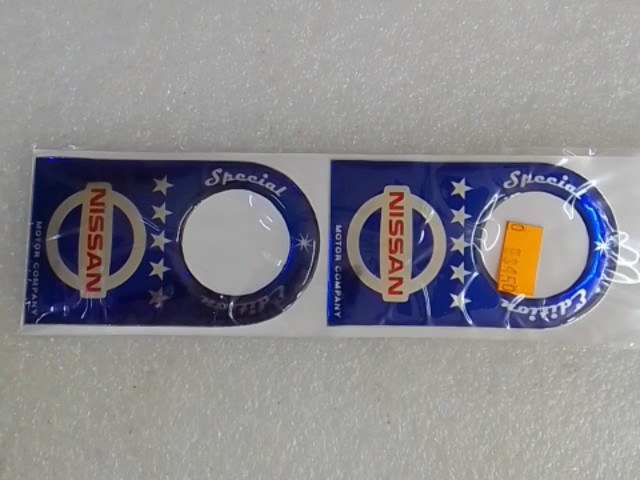 Special
NISSAN
MOTOR COMPANY
Edition
Special
NISSAN
MOTOR COMPANY
Edition